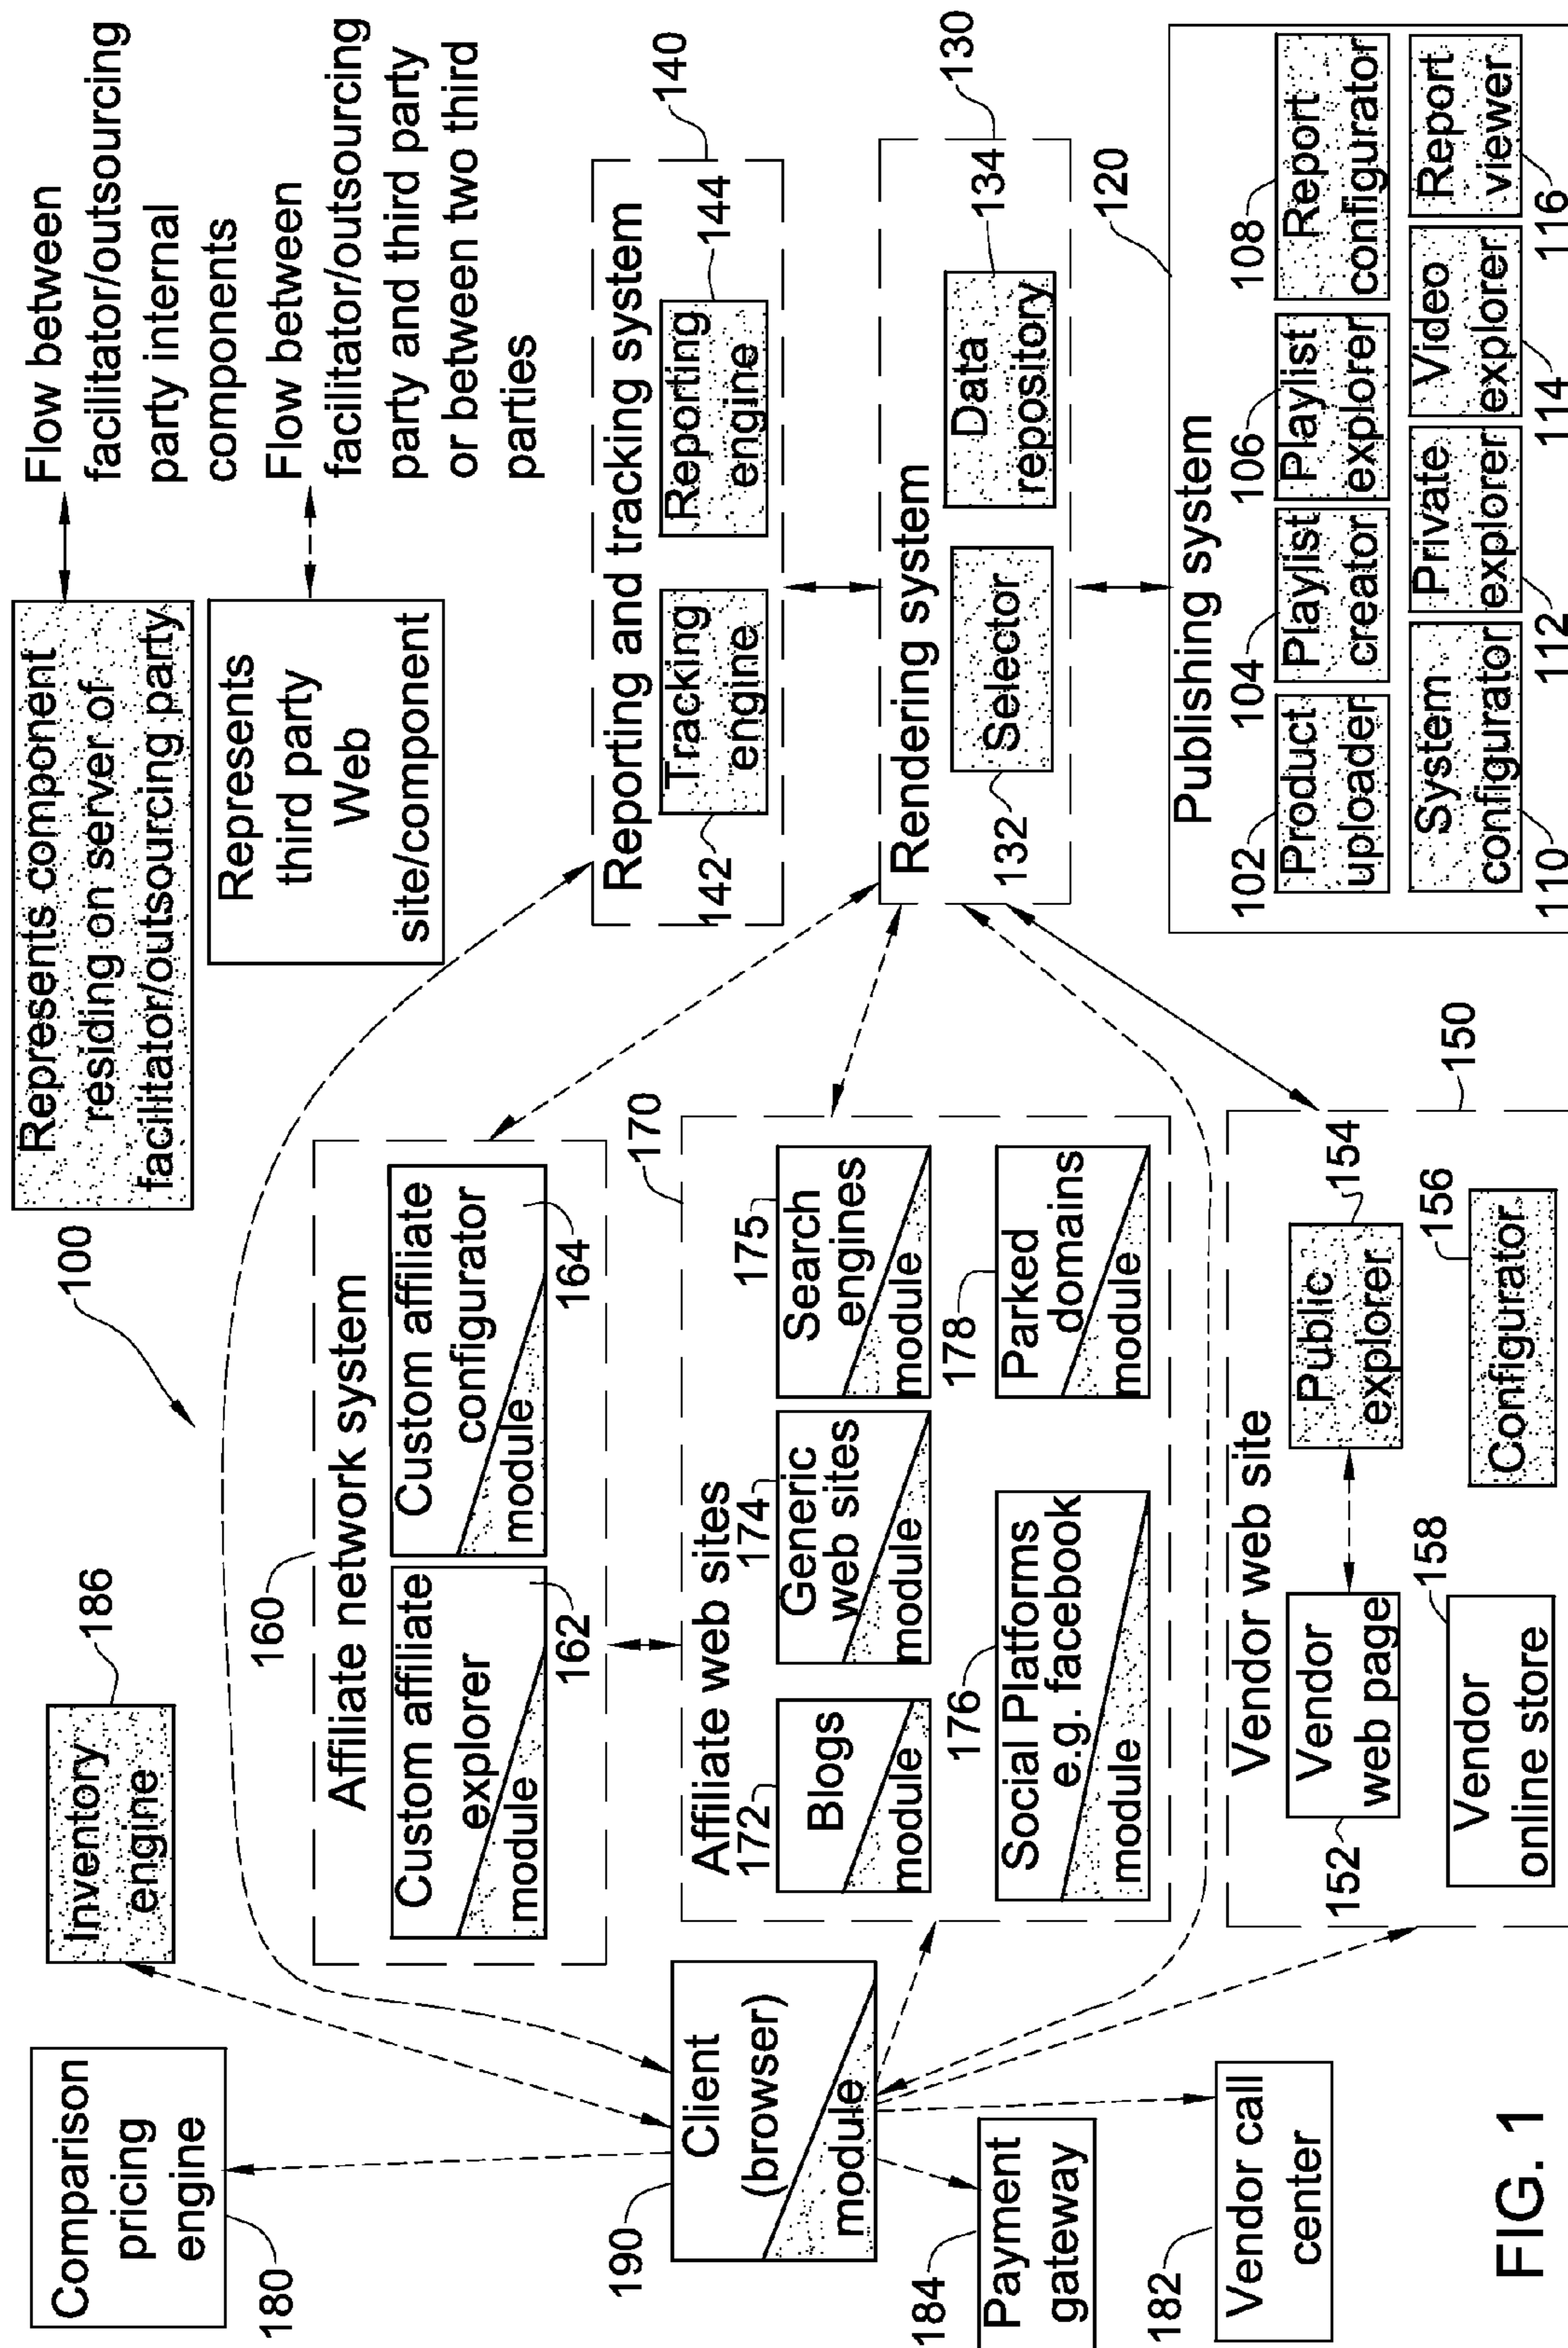 100
Represents component
residing on server of
facilitator/outsourcing party
Flow between
facilitator/outsourcing
party internal
components
Represents
third party
Web
site/component
Flow between
facilitator/outsourcing
party and third party
or between two third
parties
Comparison
pricing
engine
180
Inventory
engine
186
160
Affiliate network system
Custom affiliate
explorer
module
162
Custom affiliate
configurator
module
164
Reporting and tracking system
140
Tracking
engine
142
Reporting
engine
144
190
Client
(browser)
module
170
Affiliate web sites
172
Blogs
module
174
Generic
web sites
module
175
Search
engines
module
176
Social Platforms
e.g. facebook
module
178
Parked
domains
module
Rendering system
130
132
Selector
Data
repository
134
184
Payment
gateway
182
Vendor call
center
Vendor web site
150
152
Vendor
web page
Public
explorer
154
158
Vendor
online store
156
Configurator
Publishing system
120
102
Product
uploader
104
Playlist
creator
106
Playlist
explorer
108
Report
configurator
System
configurator
110
Private
explorer
112
Video
explorer
114
Report
viewer
116
FIG. 1